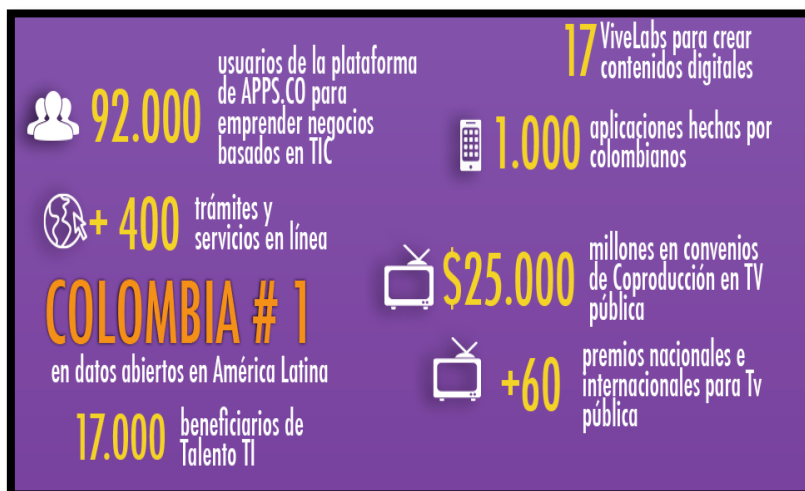 92.000
usuarios de la plataforma
de APPS.CO para
emprender negocios
basados en TIC
+ 400
trámites y
servicios en línea
COLOMBIA # 1
en datos abiertos en América Latina
17.000
beneficiarios de
Talento TI
17
ViveLabs para crear
contenidos digitales
1.000
aplicaciones hechas por
colombianos
$25.000
millones en convenios
de Coproducción en TV
pública
+60
premios nacionales e
internacionales para Tv
pública